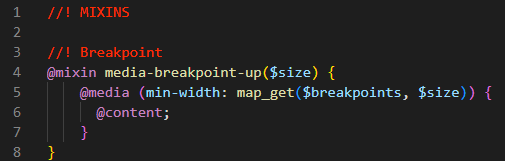 1 //! MIXINS
2
3 //! Breakpoint
4 @mixin media-breakpoint-up($size) {
5 @media (min-width: map_get($breakpoints, $size)) {
6 @content;
7 }
8 }